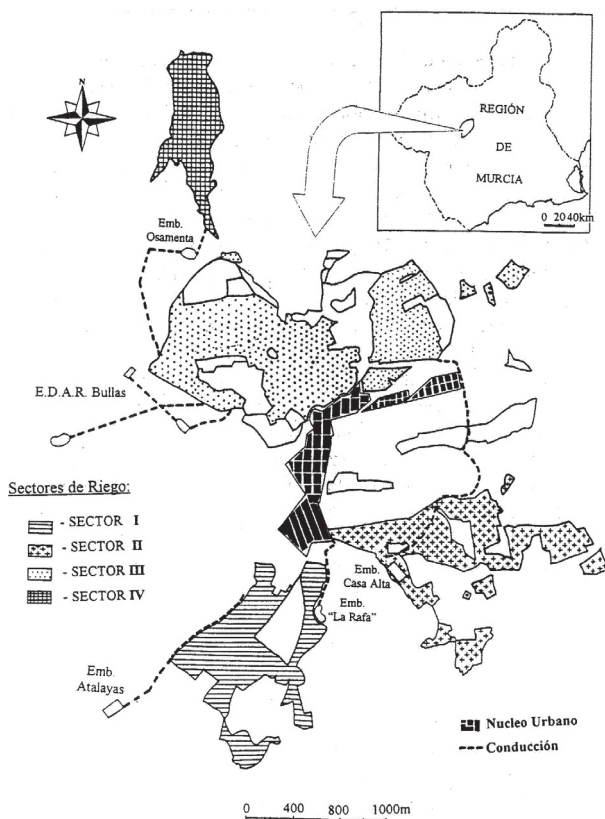 N
REGIÓN
DE
MURCIA
0 20 40km
Emb.
Osamenta
E.D.A.R. Bullas
Sectores de Riego:
- SECTOR I
- SECTOR II
- SECTOR III
- SECTOR IV
Emb.
Casa Alta
Emb.
"La Rafa"
Emb.
Atalayas
Nucleo Urbano
Conducción
0 400 800 1000m